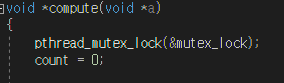 void *compute(void *a)
{
pthread_mutex_lock(&mutex_lock);
count = 0;